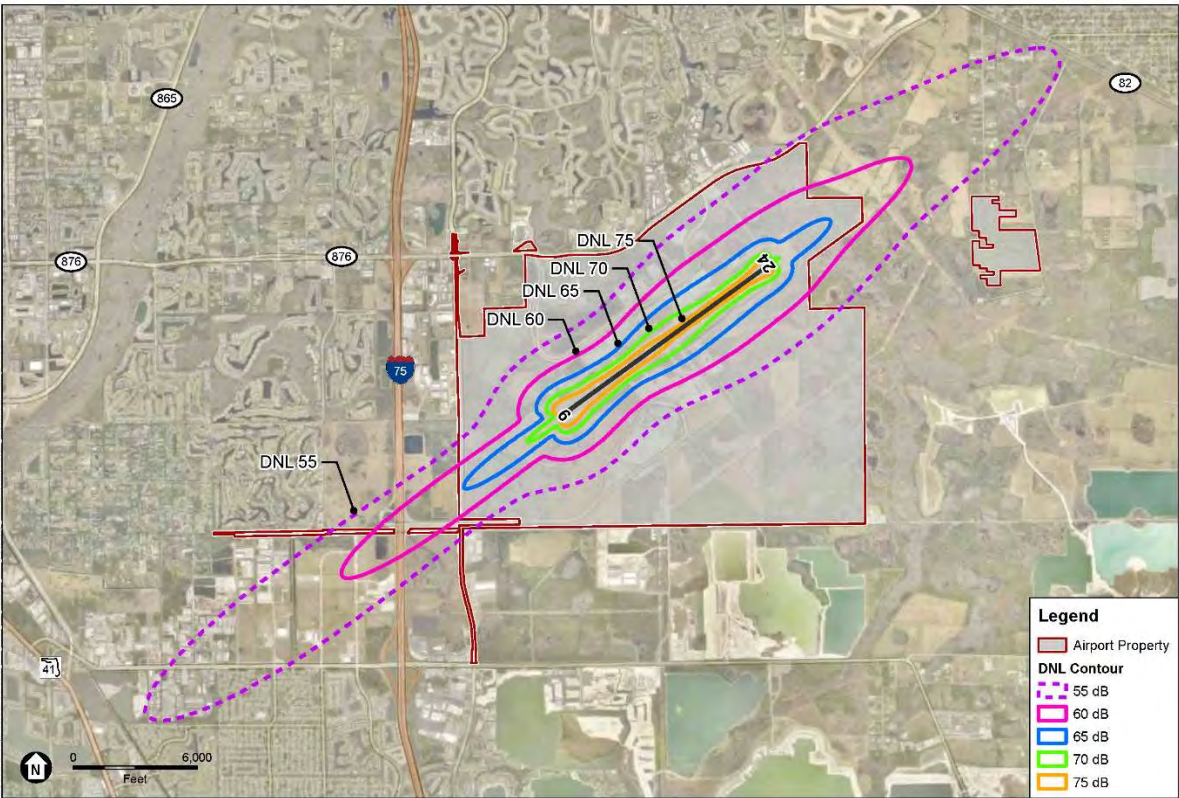 865
82
876
876
DNL 75
DNL 70
DNL 65
DNL 60
24
6
75
DNL 55
41
N
0 6,000
Feet
Legend
Airport Property
DNL Contour
55 dB
60 dB
65 dB
70 dB
75 dB